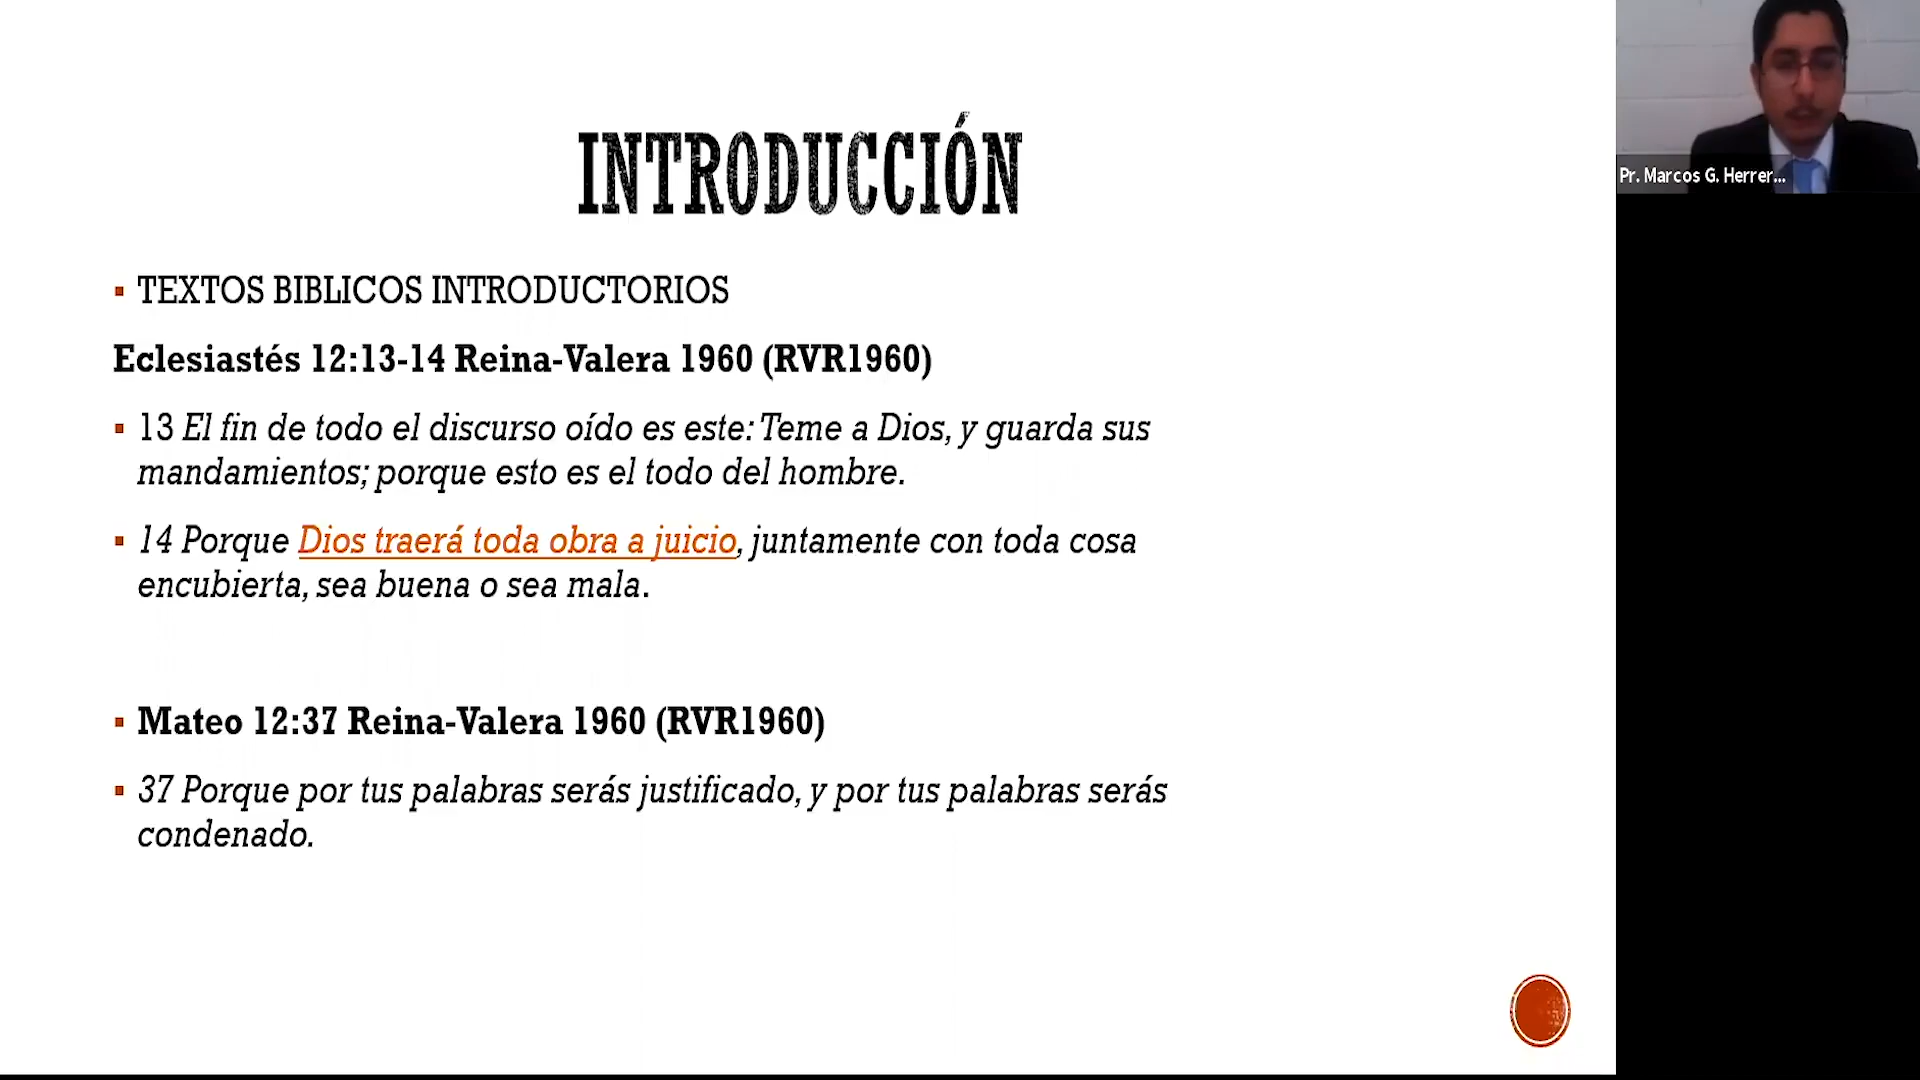 INTRODUCCIÓN
TEXTOS BIBLICOS INTRODUCTORIOS
Eclesiastés 12:13-14 Reina-Valera 1960 (RVR1960)
13 El fin de todo el discurso oído es este: Teme a Dios, y guarda sus
mandamientos; porque esto es el todo del hombre.
14 Porque Dios traerá toda obra a juicio, juntamente con toda cosa
encubierta, sea buena o sea mala.
Mateo 12:37 Reina-Valera 1960 (RVR1960)
37 Porque por tus palabras serás justificado, y por tus palabras serás
condenado.
Pr. Marcos G. Herrer...